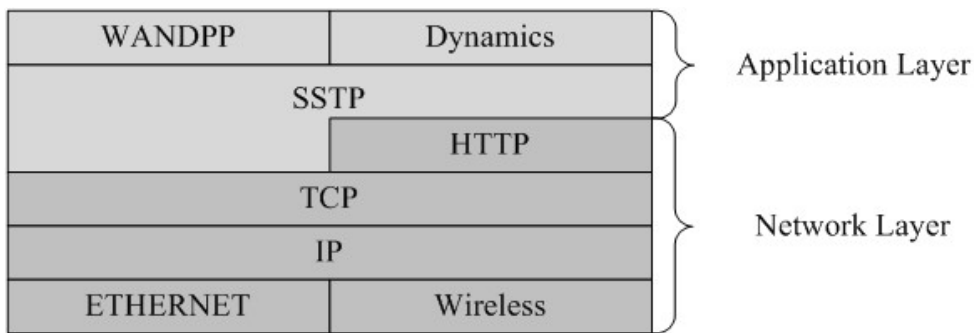 WANDPP Dynamics
Application Layer
SSTP
HTTP
TCP
Network Layer
IP
ETHERNET Wireless